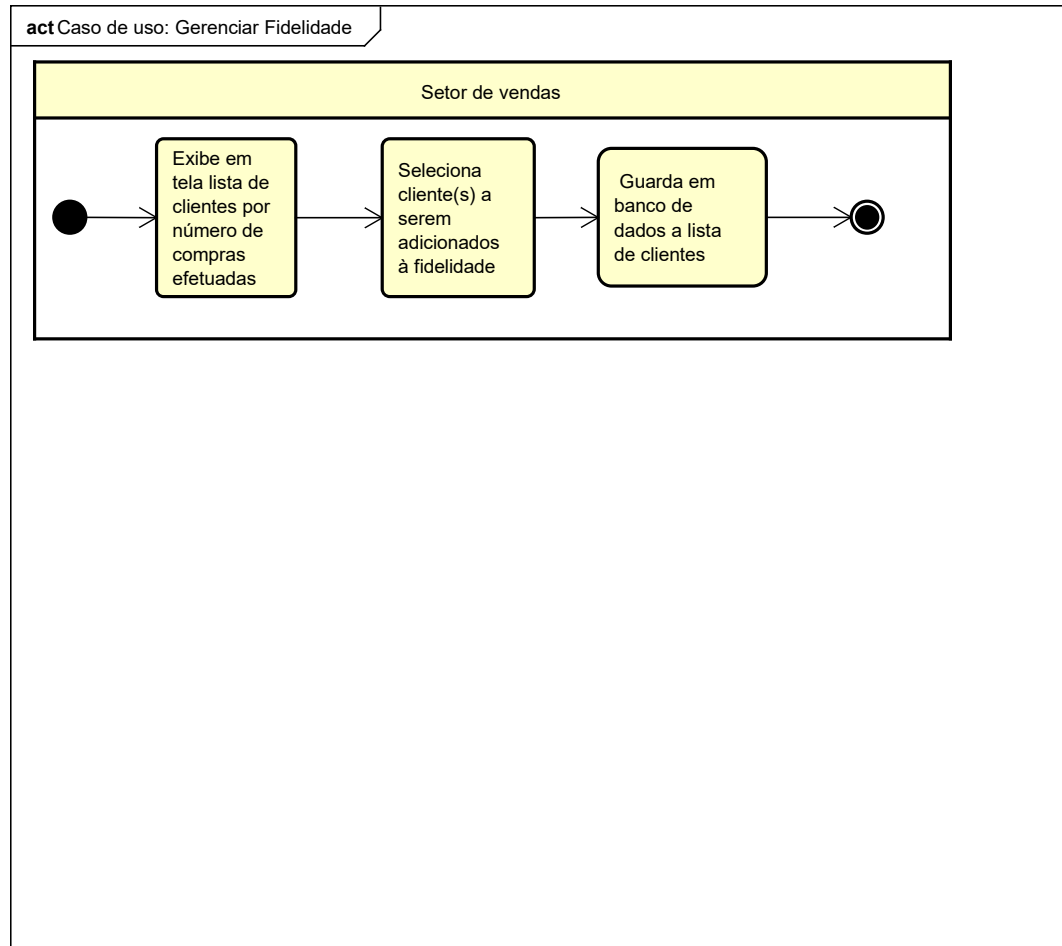 act Caso de uso: Gerenciar Fidelidade
Setor de vendas
Exibe em
tela lista de
clientes por
número de
compras
efetuadas
Seleciona
cliente(s) a
serem
adicionados
à fidelidade
Guarda em
banco de
dados a lista
de clientes